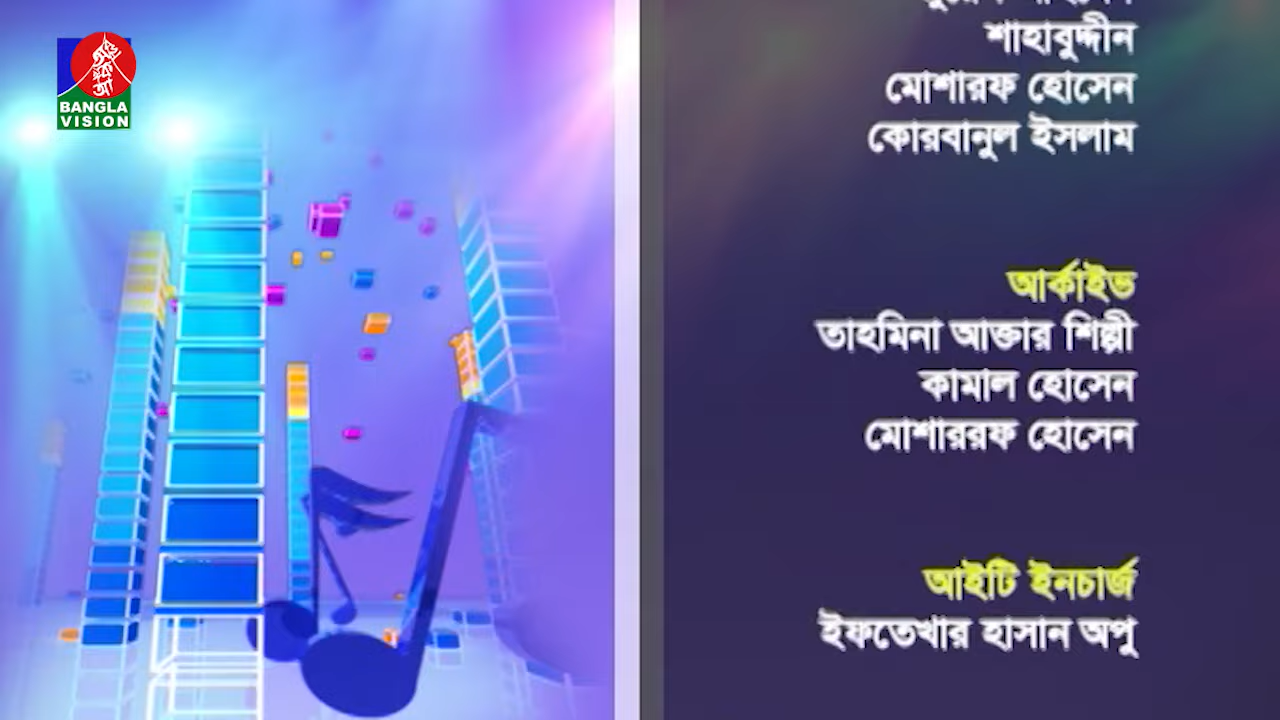 BANGLA
VISION
শাহাবুদ্দীন
মোশারফ হোসেন
কোরবানুল ইসলাম
আর্কাইভ
তাহমিনা আক্তার শিল্পী
কামাল হোসেন
মোশাররফ হোসেন
আইটি ইনচার্জ
ইফতেখার হাসান অপু